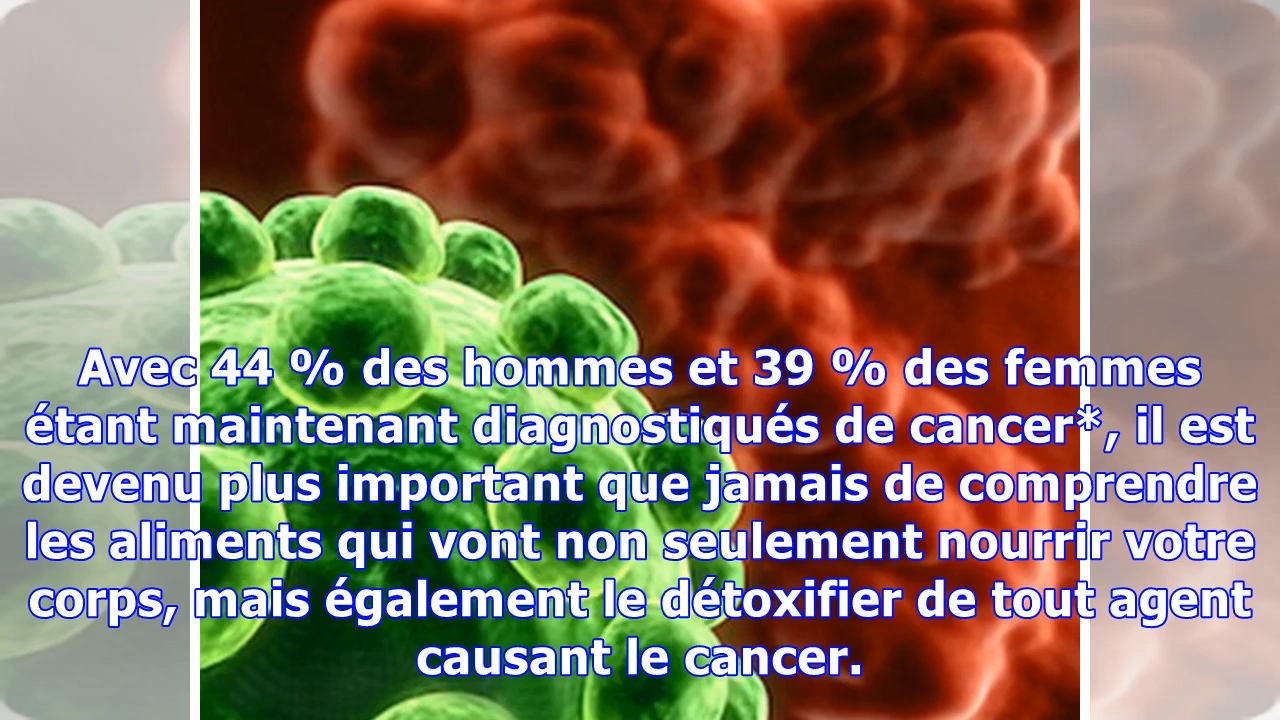 Avec 44 % des hommes et 39 % des femmes
étant maintenant diagnostiqués de cancer*, il est
devenu plus important que jamais de comprendre
les aliments qui vont non seulement nourrir votre
corps, mais également le détoxifier de tout agent
causant le cancer.